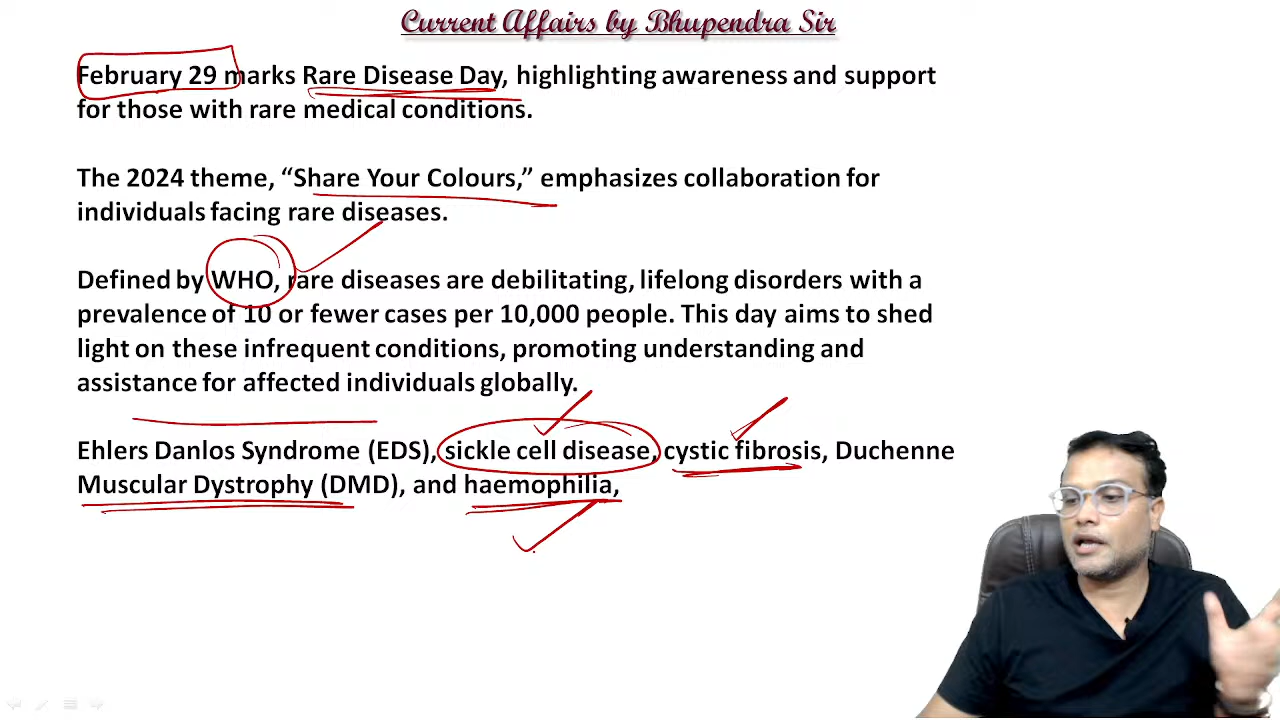 Current Affairs by Bhupendra Sir
February 29 marks Rare Disease Day, highlighting awareness and support
for those with rare medical conditions.
The 2024 theme, “Share Your Colours,” emphasizes collaboration for
individuals facing rare diseases.
Defined by WHO, rare diseases are debilitating, lifelong disorders with a
prevalence of 10 or fewer cases per 10,000 people. This day aims to shed
light on these infrequent conditions, promoting understanding and
assistance for affected individuals globally.
Ehlers Danlos Syndrome (EDS), sickle cell disease, cystic fibrosis, Duchenne
Muscular Dystrophy (DMD), and haemophilia,